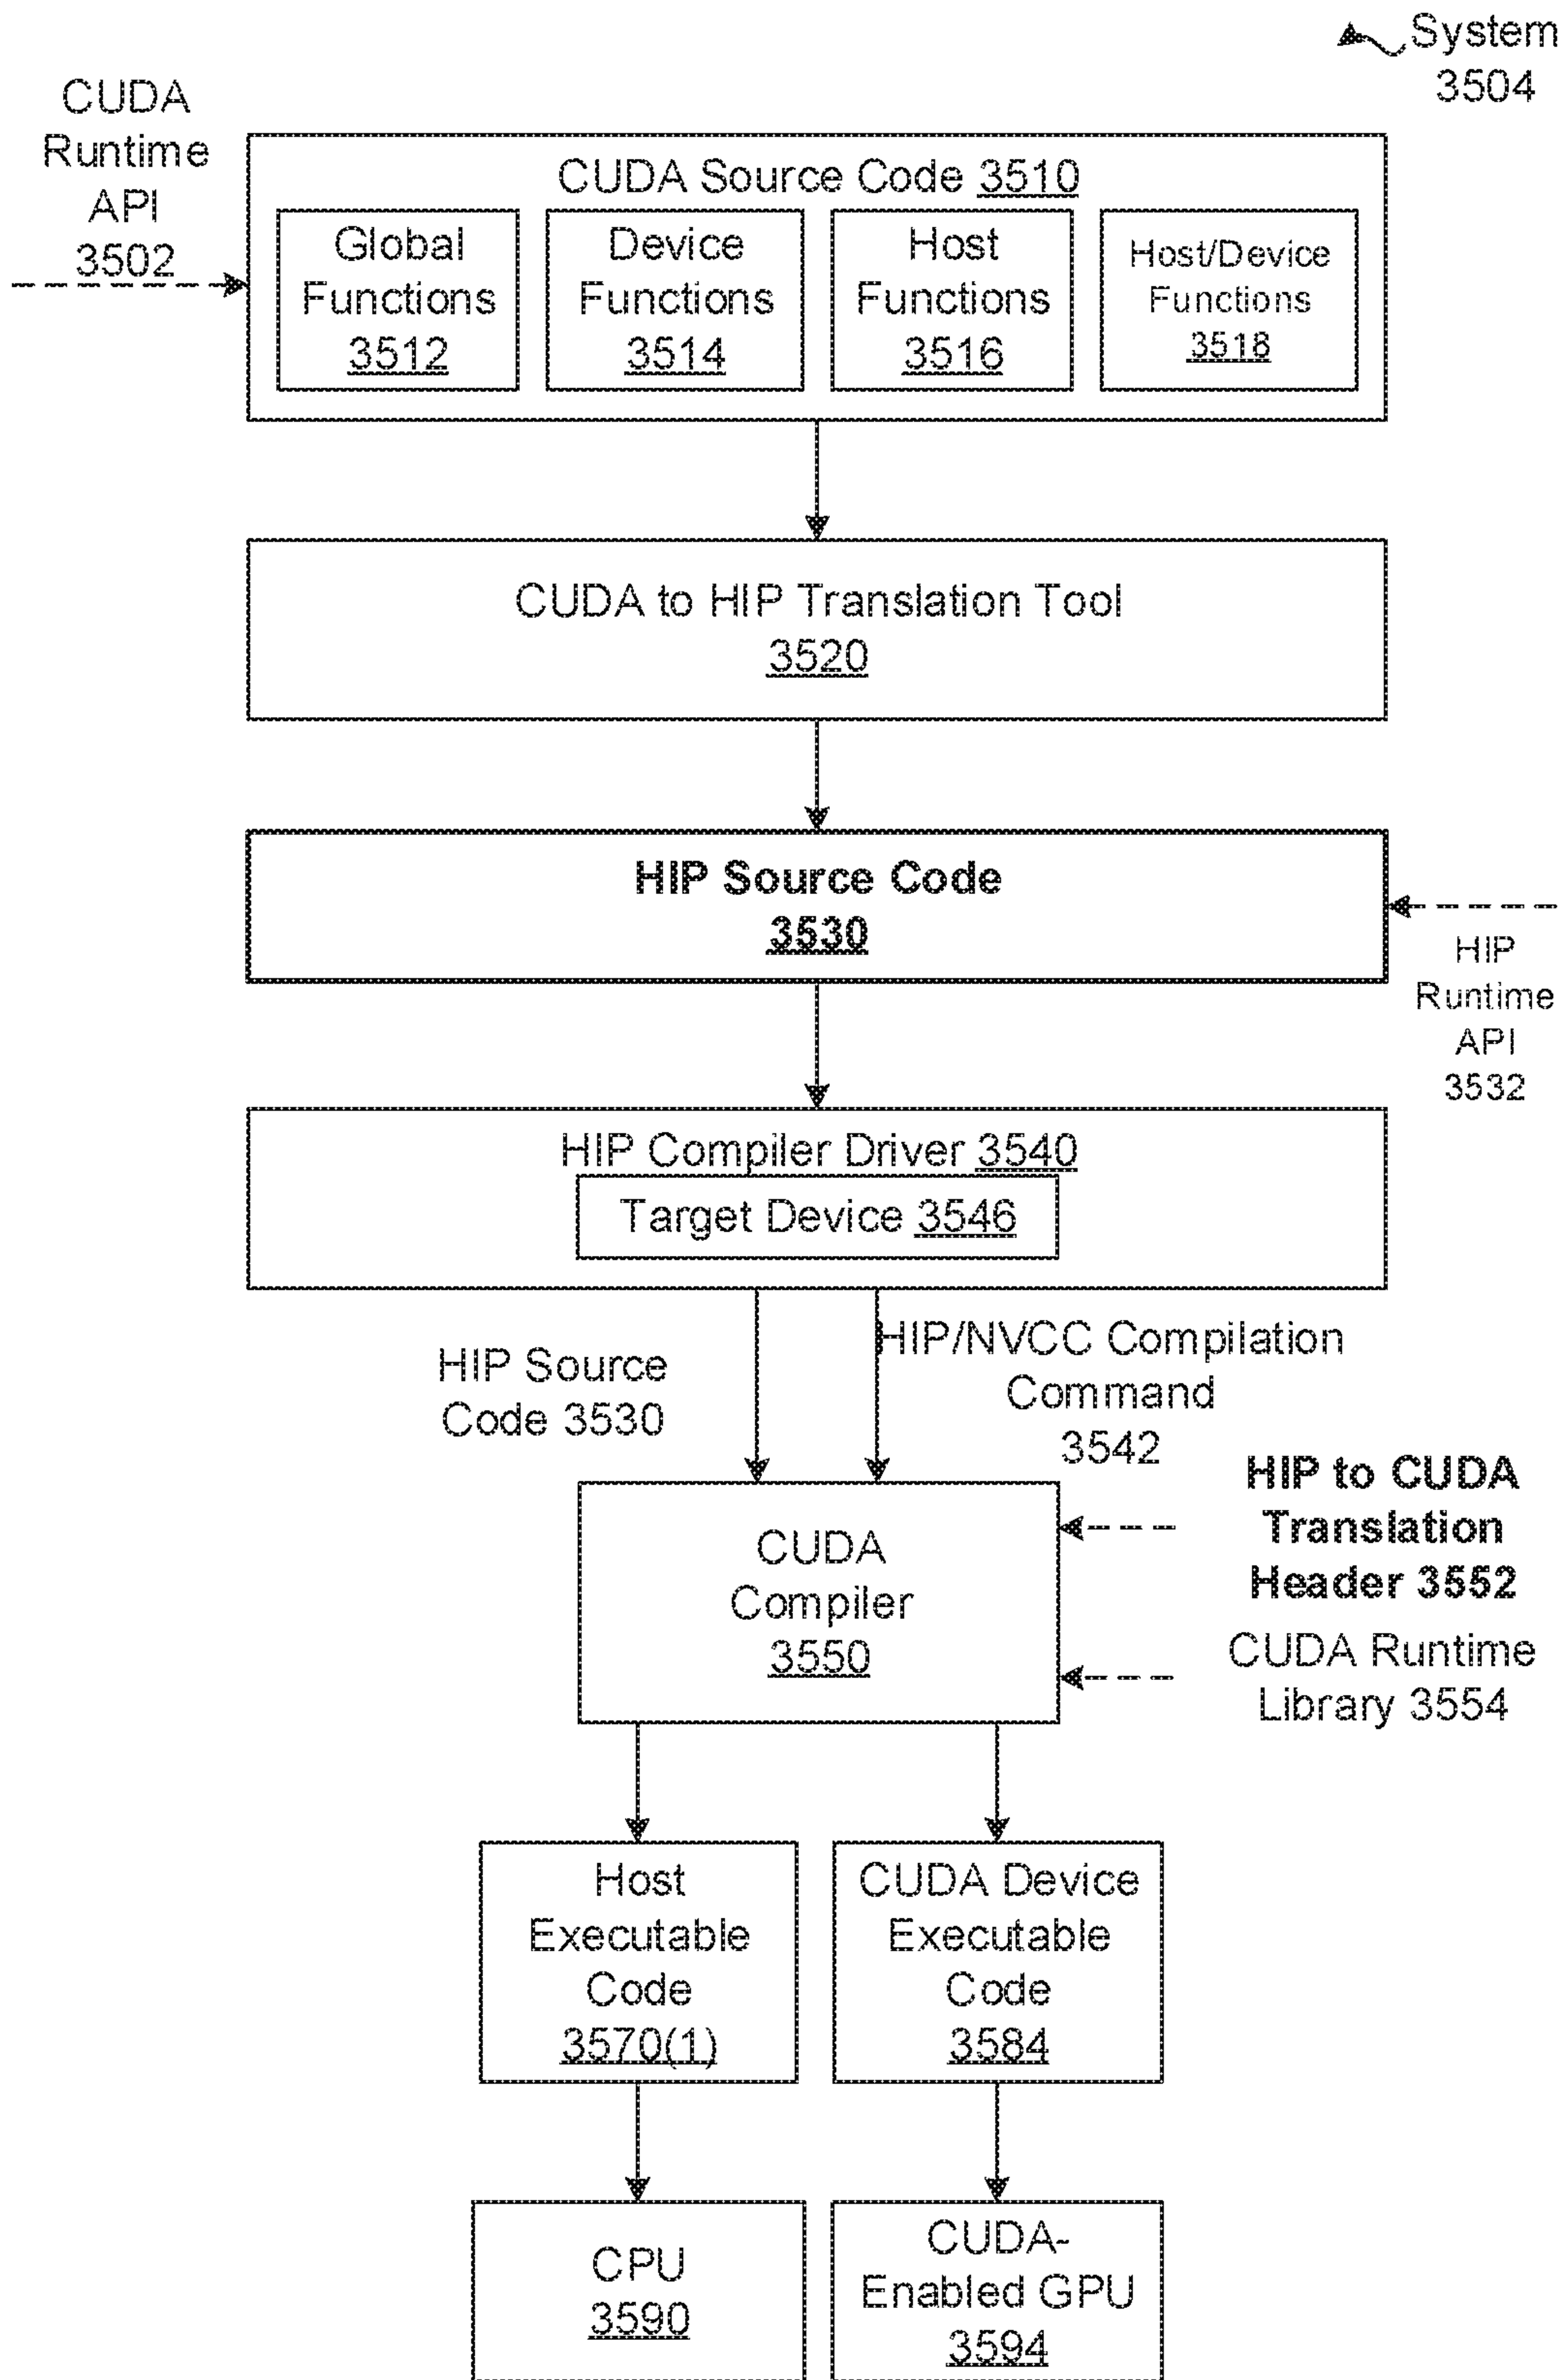 System
3504
CUDA
Runtime
API
3502
CUDA Source Code 3510
Global
Functions
3512
Device
Functions
3514
Host
Functions
3516
Host/Device
Functions
3518
CUDA to HIP Translation Tool
3520
HIP Source Code
3530
HIP
Runtime
API
3532
HIP Compiler Driver 3540
Target Device 3546
HIP Source
Code 3530
HIP/NVCC Compilation
Command
3542
HIP to CUDA
Translation
Header 3552
CUDA
Compiler
3550
CUDA Runtime
Library 3554
Host
Executable
Code
3570(1)
CUDA Device
Executable
Code
3584
CPU
3590
CUDA-
Enabled GPU
3594